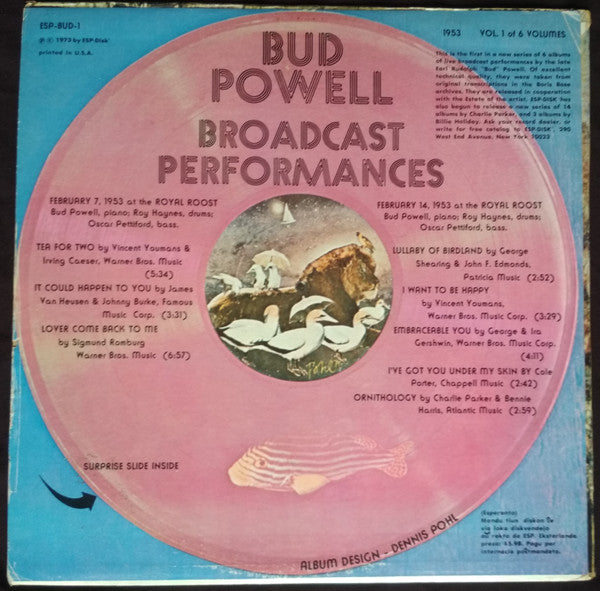 ESP-BUD-1
℗ © 1973 by ESP-Disk'
printed in U.S.A.
1953 VOL. 1 of 6 VOLUMES
This is the first in a new series of 6 albums
of live broadcast performances by the late
Earl Rudolph "Bud" Powell. Of excellent
technical quality, they were taken from
original transcriptions in the Boris Rose
archives. They are released in cooperation
with the Estate of the artist. ESP-DISK' has
also begun to release a new series of 14
albums by Charlie Parker, and 3 albums by
Billie Holiday. Ask your record dealer, or
write for free catalog to ESP-DISK', 290
West End Avenue, New York 10023
BUD
POWELL
BROADCAST
PERFORMANCES
FEBRUARY 7, 1953 at the ROYAL ROOST
Bud Powell, piano; Roy Haynes, drums;
Oscar Pettiford, bass.
TEA FOR TWO by Vincent Youmans &
Irving Caeser, Warner Bros. Music
(5:34)
IT COULD HAPPEN TO YOU by James
Van Heusen & Johnny Burke, Famous
Music Corp. (3:31)
LOVER COME BACK TO ME
by Sigmund Romburg
Warner Bros. Music (6:57)
FEBRUARY 14, 1953 at the ROYAL ROOST
Bud Powell, piano; Roy Haynes, drums;
Oscar Pettiford, bass.
LULLABY OF BIRDLAND by George
Shearing & John F. Edmonds,
Patricia Music (2:52)
I WANT TO BE HAPPY
by Vincent Youmans,
Warner Bros. Music (3:29)
EMBRACEABLE YOU by George & Ira
Gershwin, Warner Bros. Music Corp.
(4:11)
I'VE GOT YOU UNDER MY SKIN by Cole
Porter, Chappell Music (2:42)
ORNITHOLOGY by Charlie Parker & Bennie
Harris, Atlantic Music (2:59)
SURPRISE SLIDE INSIDE
ALBUM DESIGN - DENNIS POHL
(Esperanto)
Mendu tiun diskon ĉe
via loka diskvendejo
aŭ rekte de ESP. Eksterlanda
prezo: $5.98. Pagu per
internacia poŝtmandato.